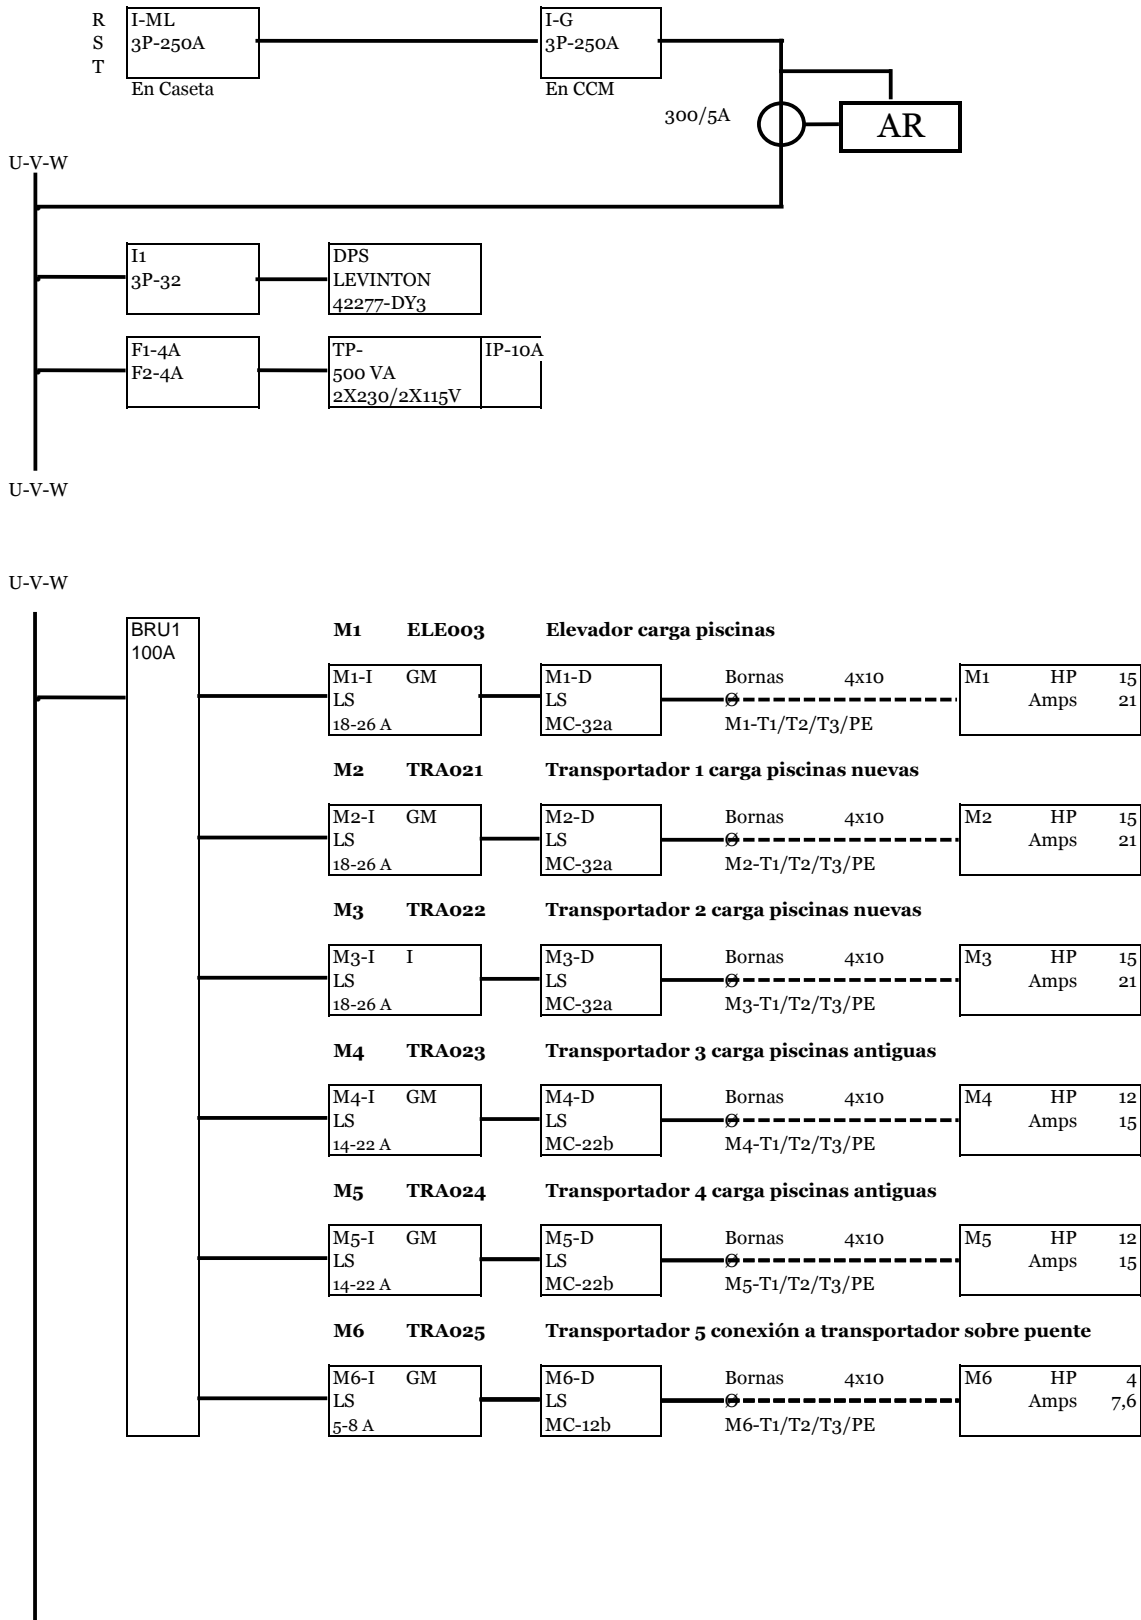 R
S
T
I-ML
3P-250A
En Caseta
I-G
3P-250A
En CCM
300/5A
AR
U-V-W
I1
3P-32
DPS
LEVINTON
42277-DY3
F1-4A
F2-4A
TP-
500 VA
2X230/2X115V
IP-10A
U-V-W
U-V-W
BRU1
100A
M1 ELE003 Elevador carga piscinas
M1-I GM
LS
18-26 A
M1-D
LS
MC-32a
Bornas 4x10
Ø
M1-T1/T2/T3/PE
M1 HP 15
Amps 21
M2 TRA021 Transportador 1 carga piscinas nuevas
M2-I GM
LS
18-26 A
M2-D
LS
MC-32a
Bornas 4x10
Ø
M2-T1/T2/T3/PE
M2 HP 15
Amps 21
M3 TRA022 Transportador 2 carga piscinas nuevas
M3-I I
LS
18-26 A
M3-D
LS
MC-32a
Bornas 4x10
Ø
M3-T1/T2/T3/PE
M3 HP 15
Amps 21
M4 TRA023 Transportador 3 carga piscinas antiguas
M4-I GM
LS
14-22 A
M4-D
LS
MC-22b
Bornas 4x10
Ø
M4-T1/T2/T3/PE
M4 HP 12
Amps 15
M5 TRA024 Transportador 4 carga piscinas antiguas
M5-I GM
LS
14-22 A
M5-D
LS
MC-22b
Bornas 4x10
Ø
M5-T1/T2/T3/PE
M5 HP 12
Amps 15
M6 TRA025 Transportador 5 conexión a transportador sobre puente
M6-I GM
LS
5-8 A
M6-D
LS
MC-12b
Bornas 4x10
Ø
M6-T1/T2/T3/PE
M6 HP 4
Amps 7,6